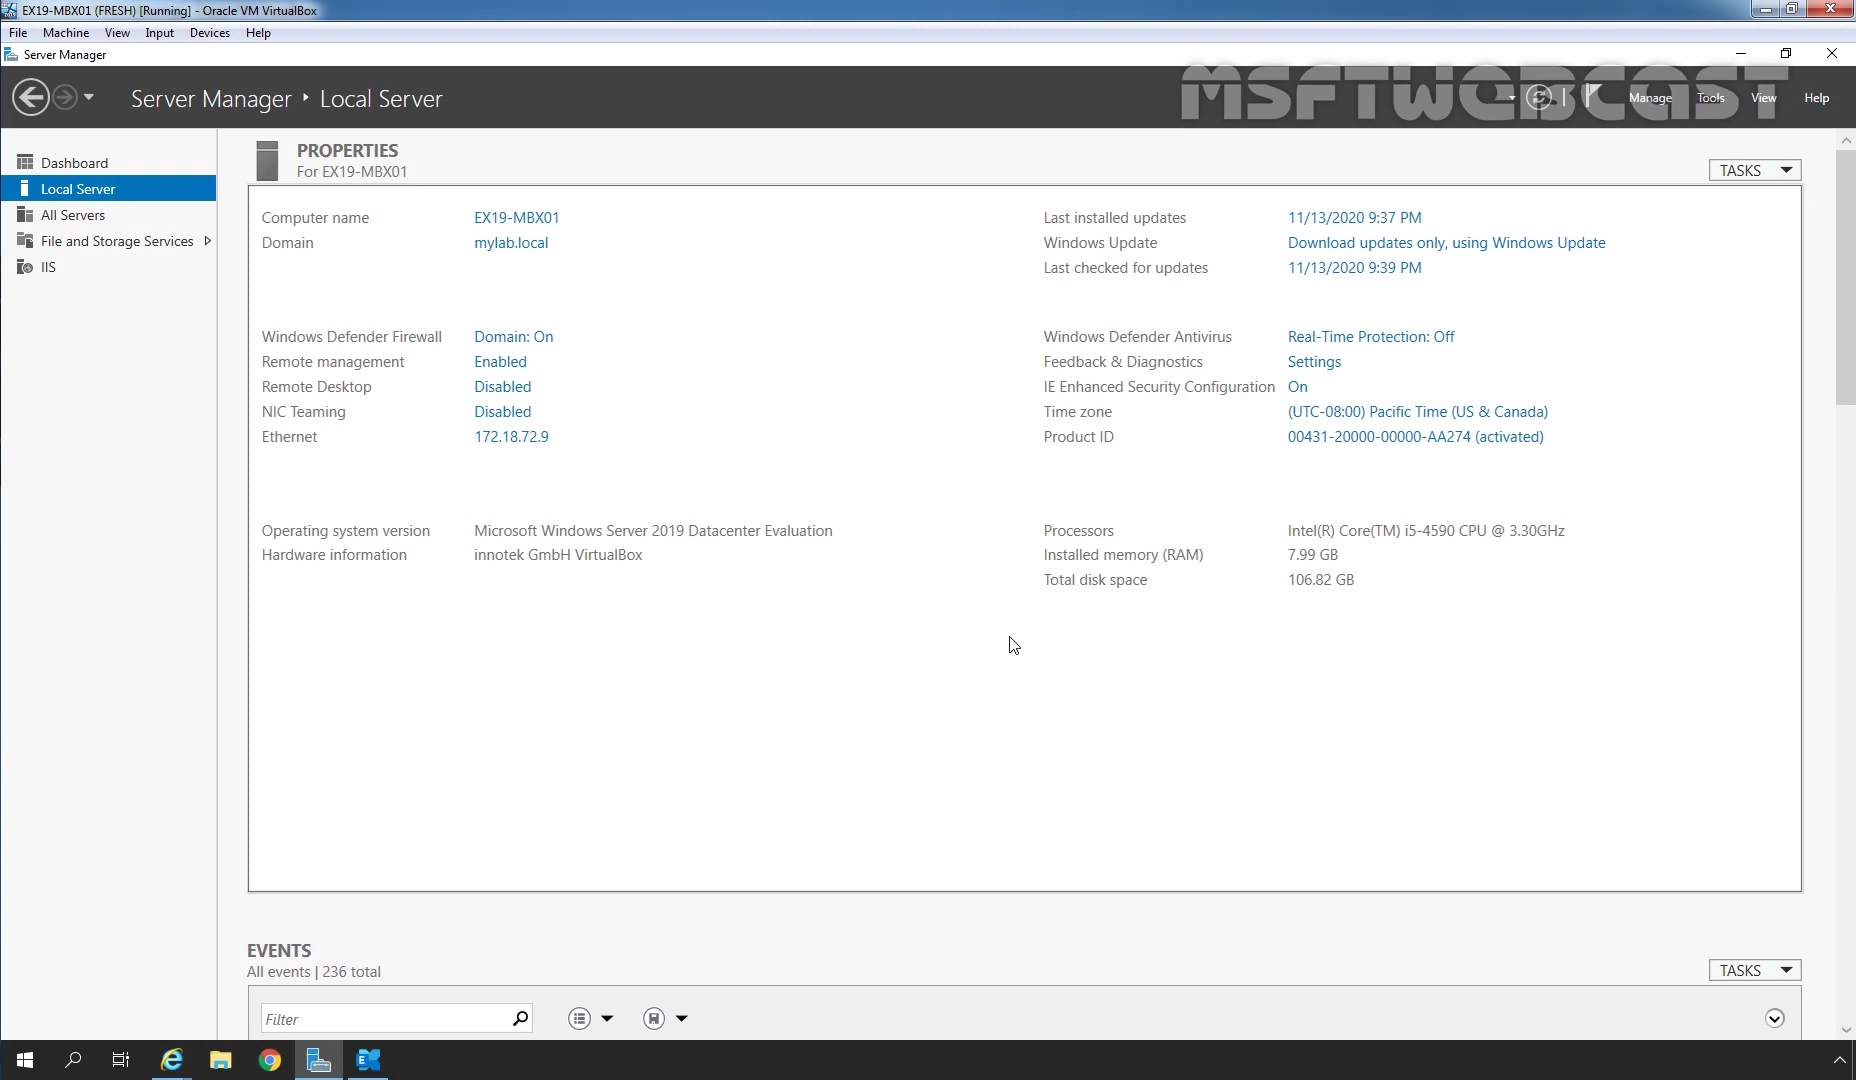 EX19-MBX01 (FRESH) [Running] - Oracle VM VirtualBox
File Machine View Input Devices Help
Server Manager
Server Manager ‣ Local Server
MSFTWEBCAST
Manage Tools View Help
Dashboard
Local Server
All Servers
File and Storage Services
IIS
PROPERTIES
For EX19-MBX01
TASKS
Computer name EX19-MBX01 Last installed updates 11/13/2020 9:37 PM
Domain mylab.local Windows Update Download updates only, using Windows Update
Last checked for updates 11/13/2020 9:39 PM
Windows Defender Firewall Domain: On Windows Defender Antivirus Real-Time Protection: Off
Remote management Enabled Feedback & Diagnostics Settings
Remote Desktop Disabled IE Enhanced Security Configuration On
NIC Teaming Disabled Time zone (UTC-08:00) Pacific Time (US & Canada)
Ethernet 172.18.72.9 Product ID 00431-20000-00000-AA274 (activated)
Operating system version Microsoft Windows Server 2019 Datacenter Evaluation Processors Intel(R) Core(TM) i5-4590 CPU @ 3.30GHz
Hardware information innotek GmbH VirtualBox Installed memory (RAM) 7.99 GB
Total disk space 106.82 GB
EVENTS
All events | 236 total
TASKS
Filter